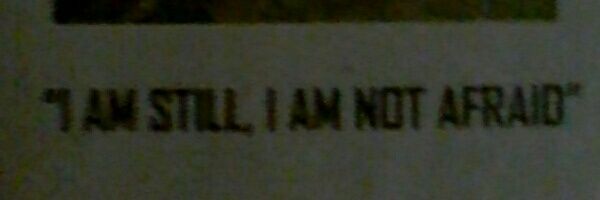 "I AM STILL, I AM NOT AFRAID"